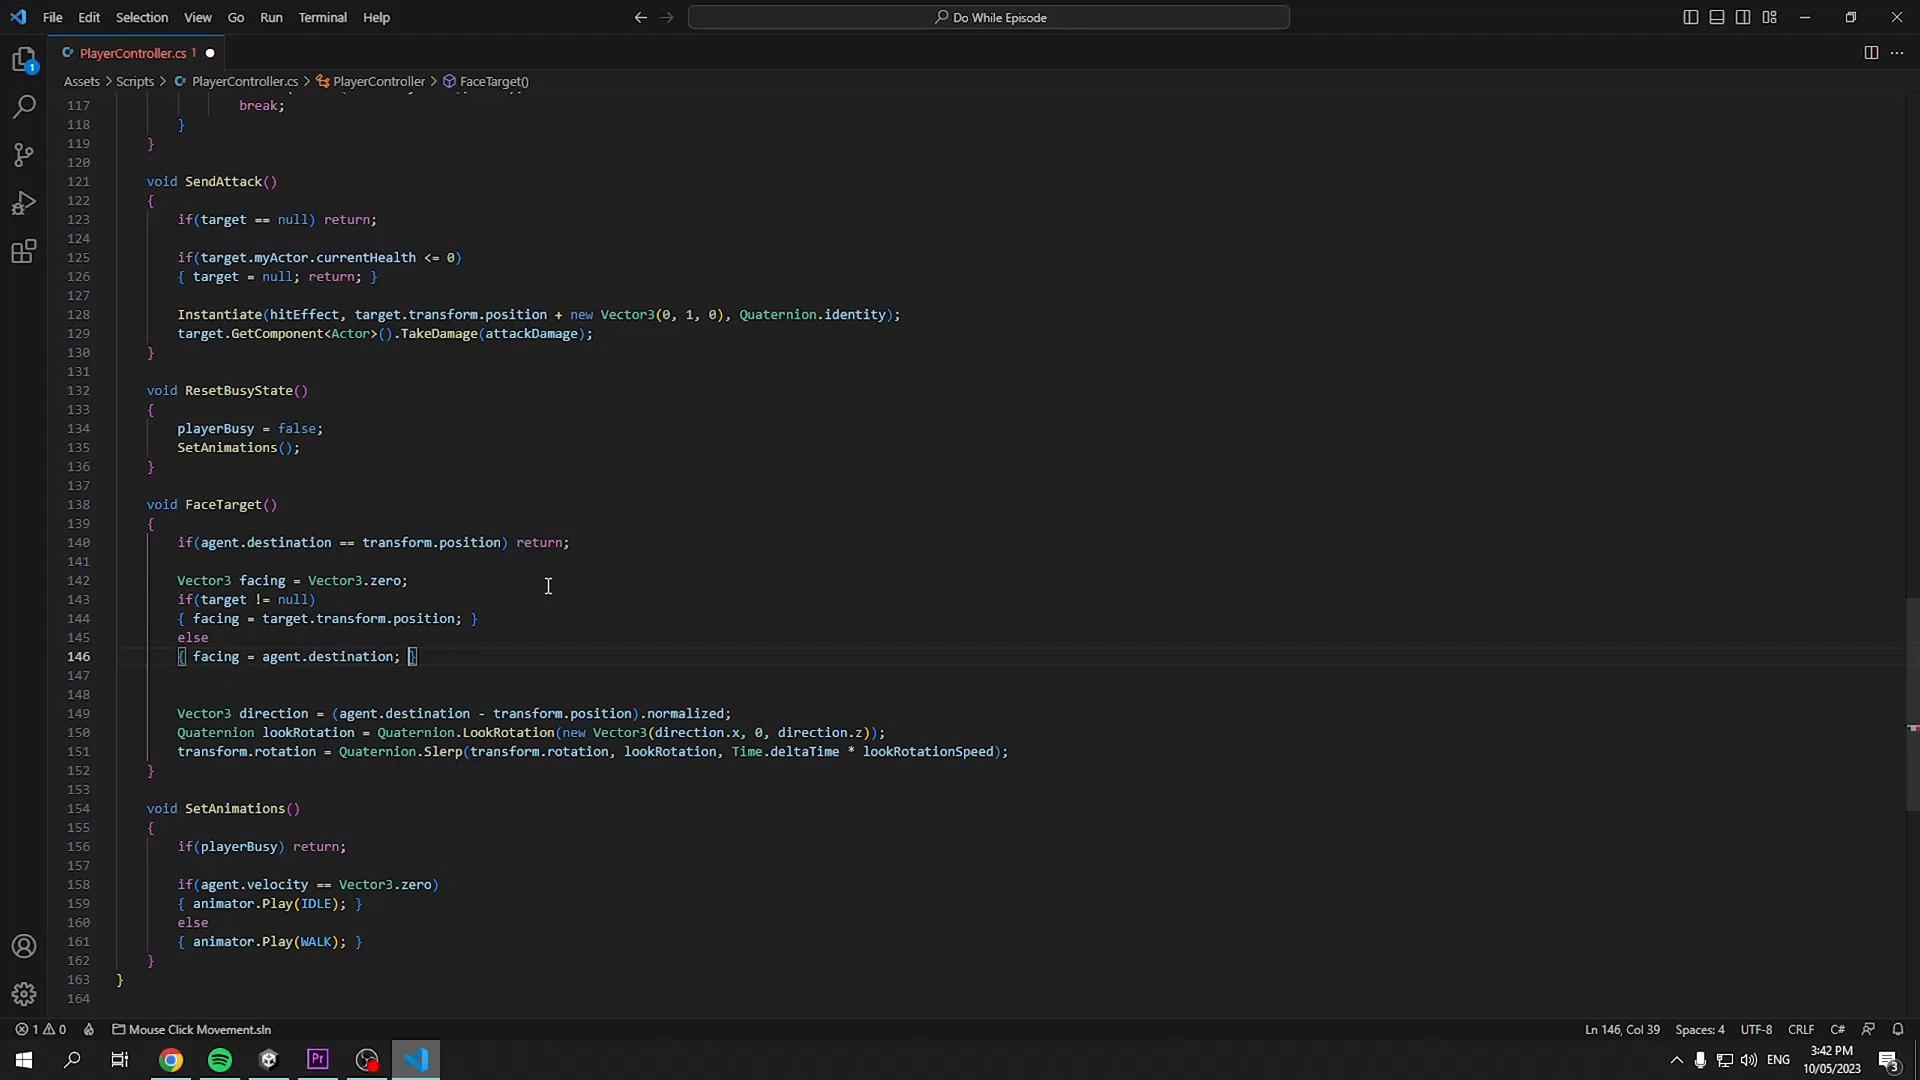 File Edit Selection View Go Run Terminal Help
Do While Episode
PlayerController.cs 1
Assets > Scripts > PlayerController.cs > PlayerController > FaceTarget()
117 break;
118 }
119 }
120
121 void SendAttack()
122 {
123 if(target == null) return;
124
125 if(target.myActor.currentHealth <= 0)
126 { target = null; return; }
127
128 Instantiate(hitEffect, target.transform.position + new Vector3(0, 1, 0), Quaternion.identity);
129 target.GetComponent<Actor>().TakeDamage(attackDamage);
130 }
131
132 void ResetBusyState()
133 {
134 playerBusy = false;
135 SetAnimations();
136 }
137
138 void FaceTarget()
139 {
140 if(agent.destination == transform.position) return;
141
142 Vector3 facing = Vector3.zero;
143 if(target != null)
144 { facing = target.transform.position; }
145 else
146 { facing = agent.destination; }
147
148
149 Vector3 direction = (agent.destination - transform.position).normalized;
150 Quaternion lookRotation = Quaternion.LookRotation(new Vector3(direction.x, 0, direction.z));
151 transform.rotation = Quaternion.Slerp(transform.rotation, lookRotation, Time.deltaTime * lookRotationSpeed);
152 }
153
154 void SetAnimations()
155 {
156 if(playerBusy) return;
157
158 if(agent.velocity == Vector3.zero)
159 { animator.Play(IDLE); }
160 else
161 { animator.Play(WALK); }
162 }
163 }
164
1 0 Mouse Click Movement.sln Ln 146, Col 39 Spaces: 4 UTF-8 CRLF C#
Pr ENG 3:42 PM
10/05/2023 3